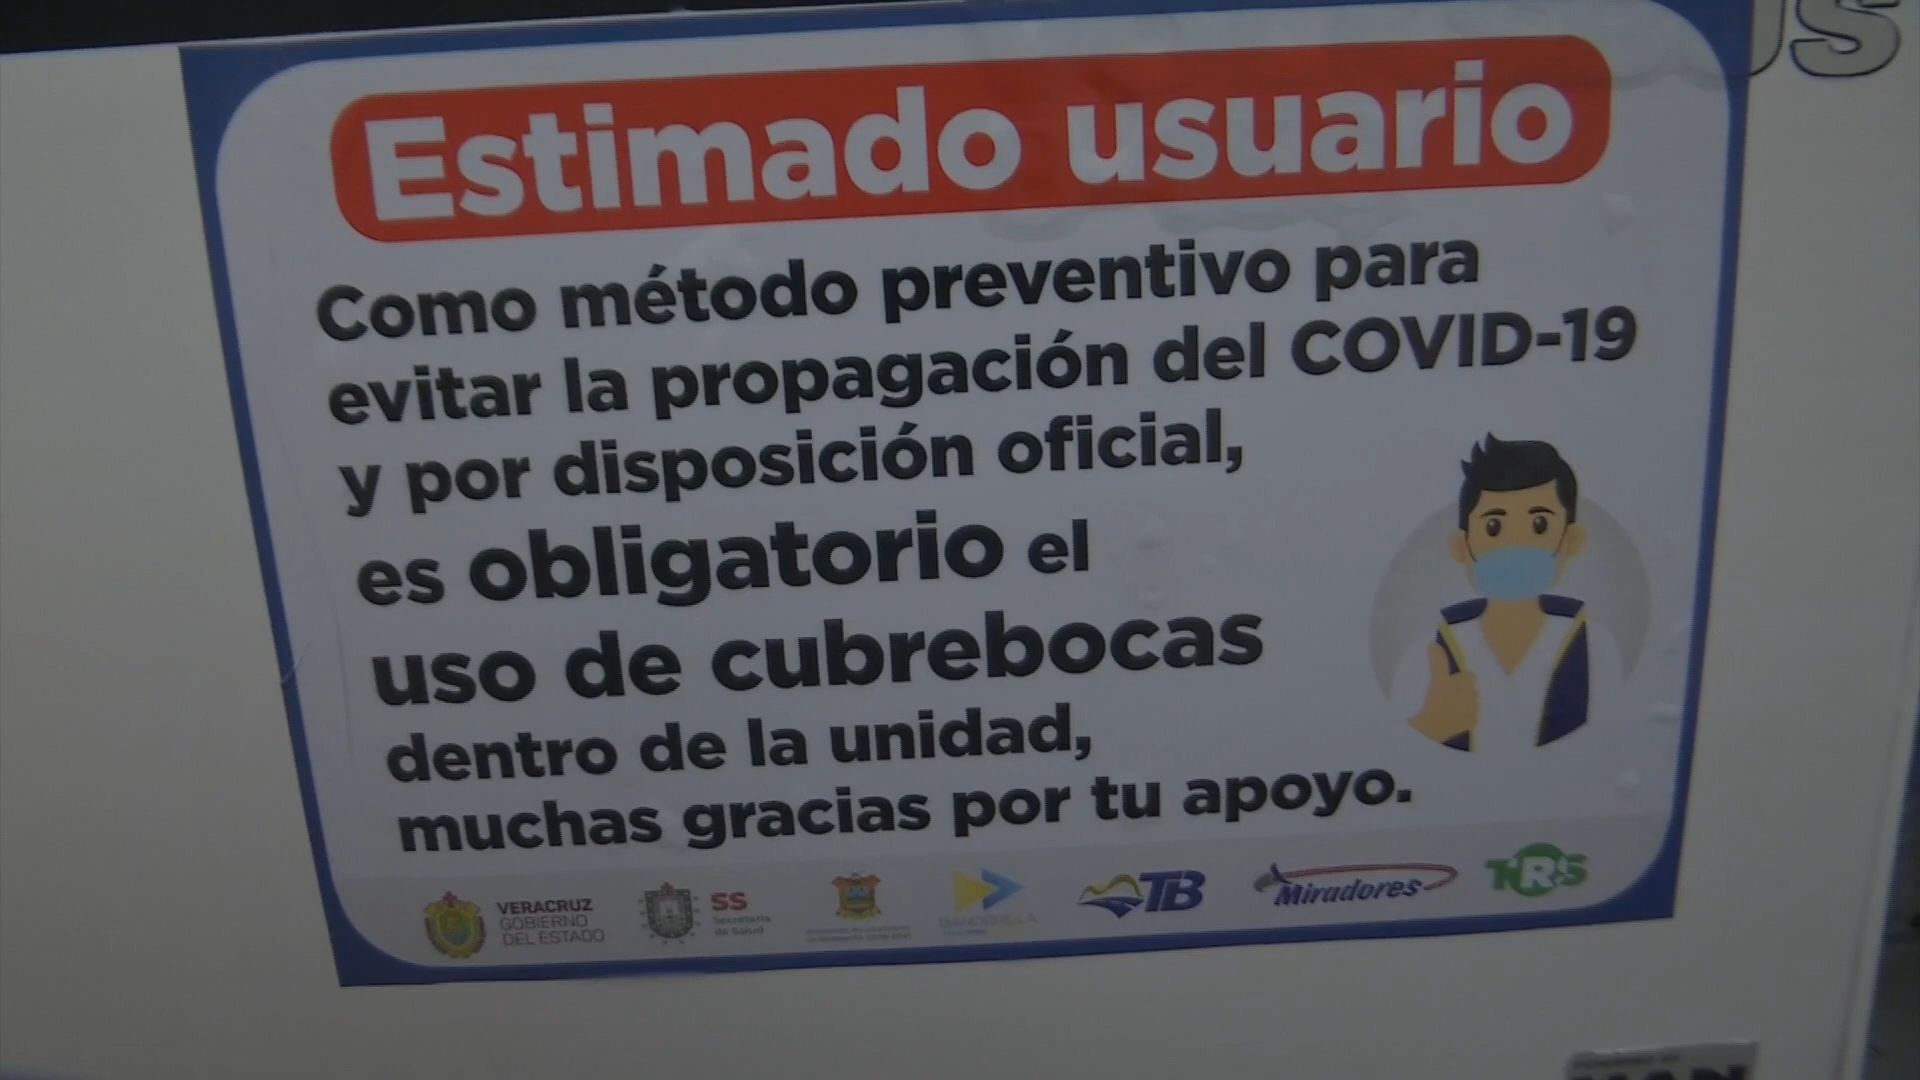 Estimado usuario
Como método preventivo para
evitar la propagación del COVID-19
y por disposición oficial,
es obligatorio el
uso de cubrebocas
dentro de la unidad,
muchas gracias por tu apoyo.
VERACRUZ
GOBIERNO
DEL ESTADO
SS
Secretaría
de Salud
BANDERILLA
TB
Miradores
TRS